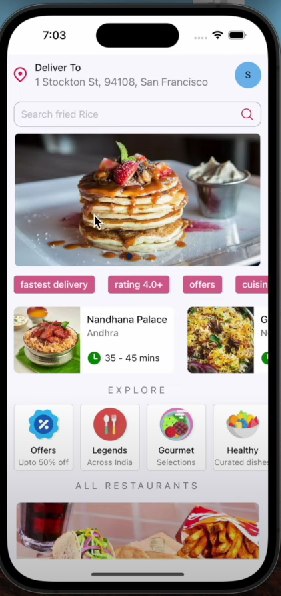 7:03
Deliver To
1 Stockton St, 94108, San Francisco
S
Search fried Rice
fastest delivery
rating 4.0+
offers
cuisin
Nandhana Palace
Andhra
35 - 45 mins
G
EXPLORE
Offers
Upto 50% off
Legends
Across India
Gourmet
Selections
Healthy
Curated dishes
ALL RESTAURANTS